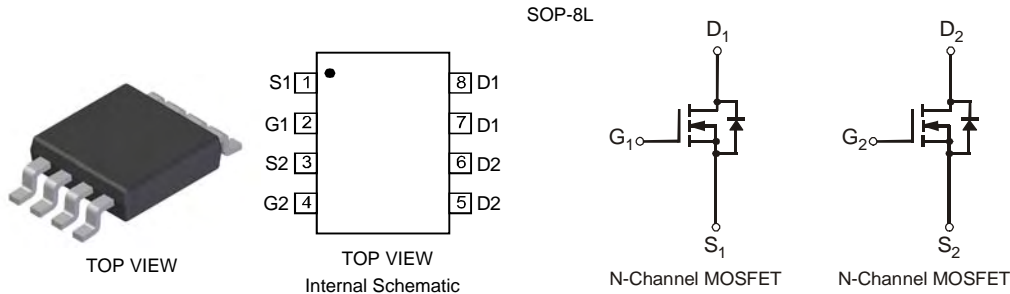 SOP-8L
S1 1 8 D1
G1 2 7 D1
S2 3 6 D2
G2 4 5 D2
TOP VIEW
TOP VIEW
Internal Schematic
D1
G1
S1
N-Channel MOSFET
D2
G2
S2
N-Channel MOSFET